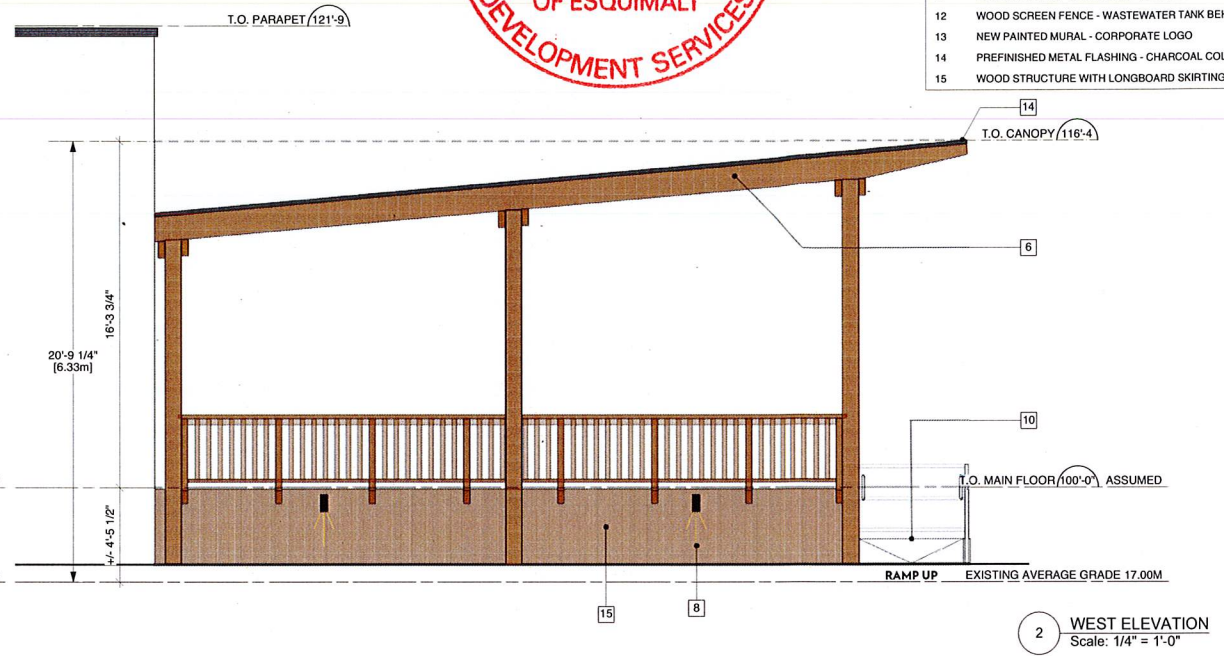 T.O. PARAPET 121'-9
OF ESQUIMALT
DEVELOPMENT SERVICES
12 WOOD SCREEN FENCE - WASTEWATER TANK
13 NEW PAINTED MURAL - CORPORATE LOGO
14 PREFINISHED METAL FLASHING - CHARCOAL
15 WOOD STRUCTURE WITH LONGBOARD SKIRTING
14
T.O. CANOPY 116'-4
6
16'-3 3/4"
20'-9 1/4"
[6.33m]
10
T.O. MAIN FLOOR 100'-0" ASSUMED
+/- 4'-5 1/2"
RAMP UP
EXISTING AVERAGE GRADE 17.00M
15
8
2
WEST ELEVATION
Scale: 1/4" = 1'-0"